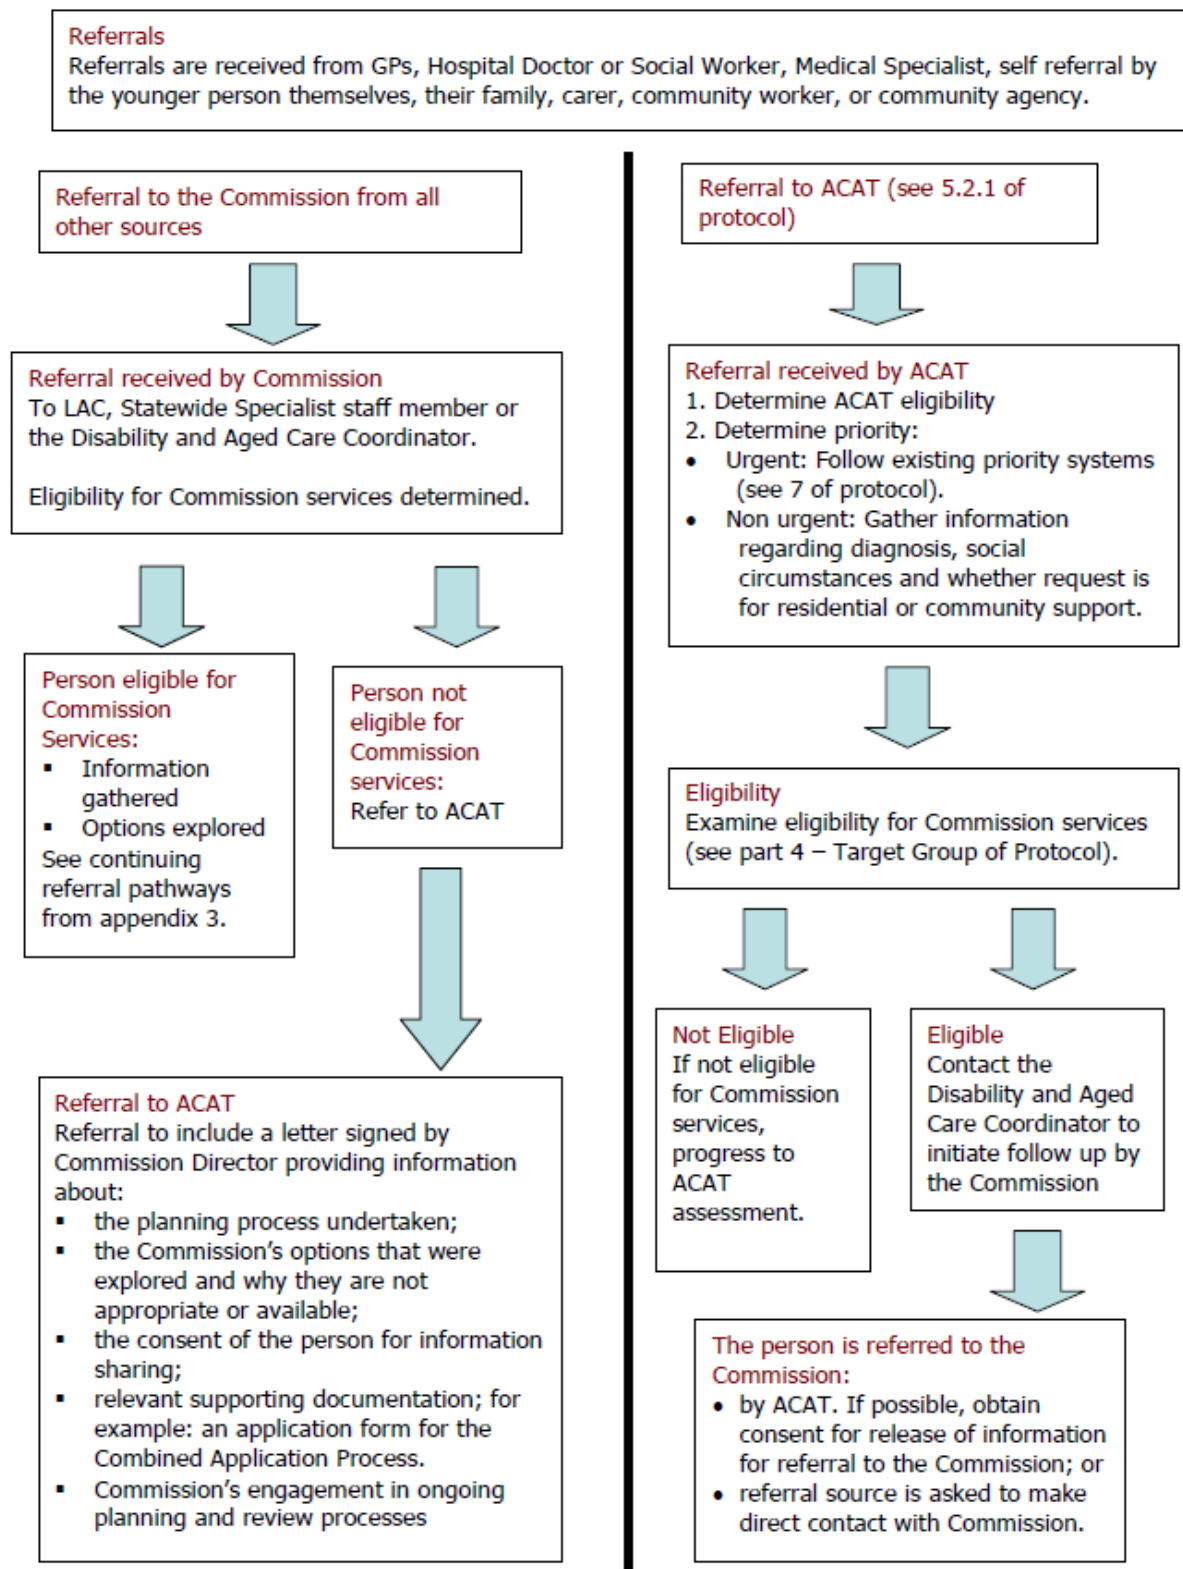 Referrals
Referrals are received from GPs, Hospital Doctor or Social Worker, Medical Specialist, self referral by
the younger person themselves, their family, carer, community worker, or community agency.
Referral to the Commission from all
other sources
Referral received by Commission
To LAC, Statewide Specialist staff member or
the Disability and Aged Care Coordinator.
Eligibility for Commission services determined.
Person eligible for
Commission
Services:
▪ Information
gathered
▪ Options explored
See continuing
referral pathways
from appendix 3.
Person not
eligible for
Commission
services:
Refer to ACAT
Referral to ACAT
Referral to include a letter signed by
Commission Director providing information
about:
▪ the planning process undertaken;
▪ the Commission's options that were
explored and why they are not
appropriate or available;
▪ the consent of the person for information
sharing;
▪ relevant supporting documentation; for
example: an application form for the
Combined Application Process.
▪ Commission's engagement in ongoing
planning and review processes
Referral to ACAT (see 5.2.1 of
protocol)
Referral received by ACAT
1. Determine ACAT eligibility
2. Determine priority:
• Urgent: Follow existing priority systems
(see 7 of protocol).
• Non urgent: Gather information
regarding diagnosis, social
circumstances and whether request is
for residential or community support.
Eligibility
Examine eligibility for Commission services
(see part 4 – Target Group of Protocol).
Not Eligible
If not eligible
for Commission
services,
progress to
ACAT
assessment.
Eligible
Contact the
Disability and Aged
Care Coordinator to
initiate follow up by
the Commission
The person is referred to the
Commission:
• by ACAT. If possible, obtain
consent for release of information
for referral to the Commission; or
• referral source is asked to make
direct contact with Commission.